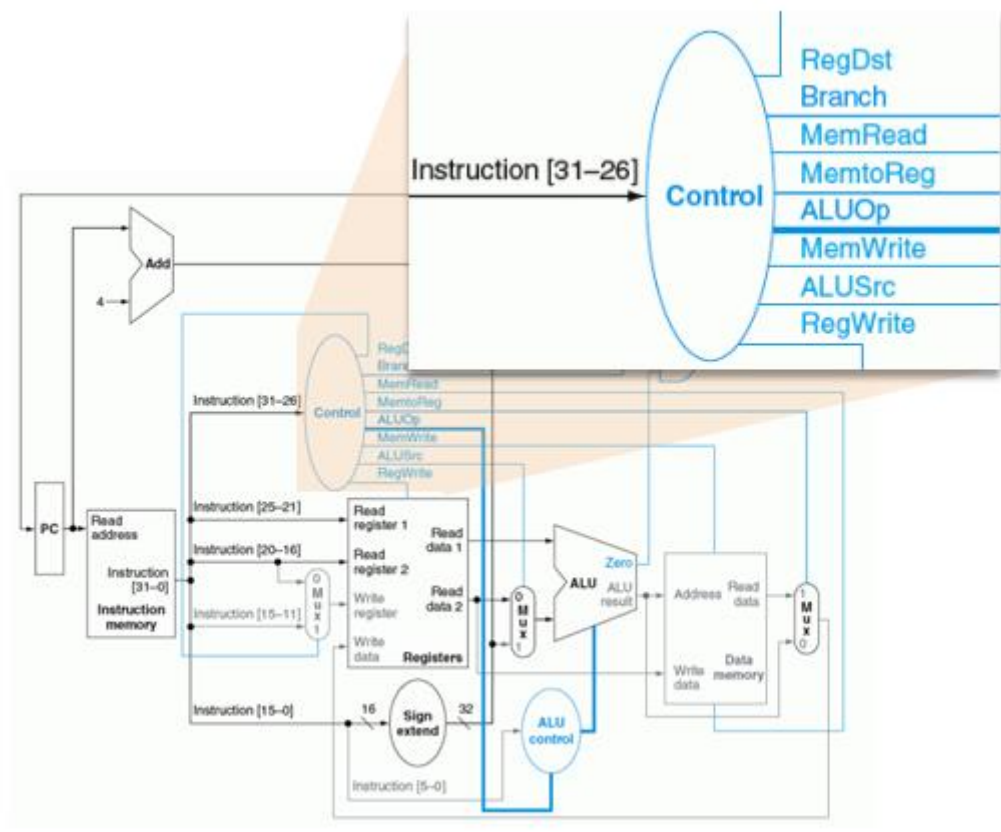 RegDst
Branch
MemRead
Instruction [31–26]
MemtoReg
Control
ALUOp
MemWrite
ALUSrc
RegWrite
Add
4
MemRead
Instruction [31–26]
MemtoReg
Control
ALUOp
MemWrite
ALUSrc
RegWrite
PC
Read
address
Instruction
[31–0]
Instruction
memory
Instruction [25–21]
Instruction [20–16]
Instruction [15–11]
Instruction [15–0]
Instruction [5–0]
0
M
u
x
1
Read
register 1
Read
register 2
Write
register
Write
data
Read
data 1
Read
data 2
Registers
16
Sign
extend
32
0
M
u
x
1
Zero
ALU
ALU
result
ALU
control
Address
Read
data
Write
data
Data
memory
1
M
u
x
0